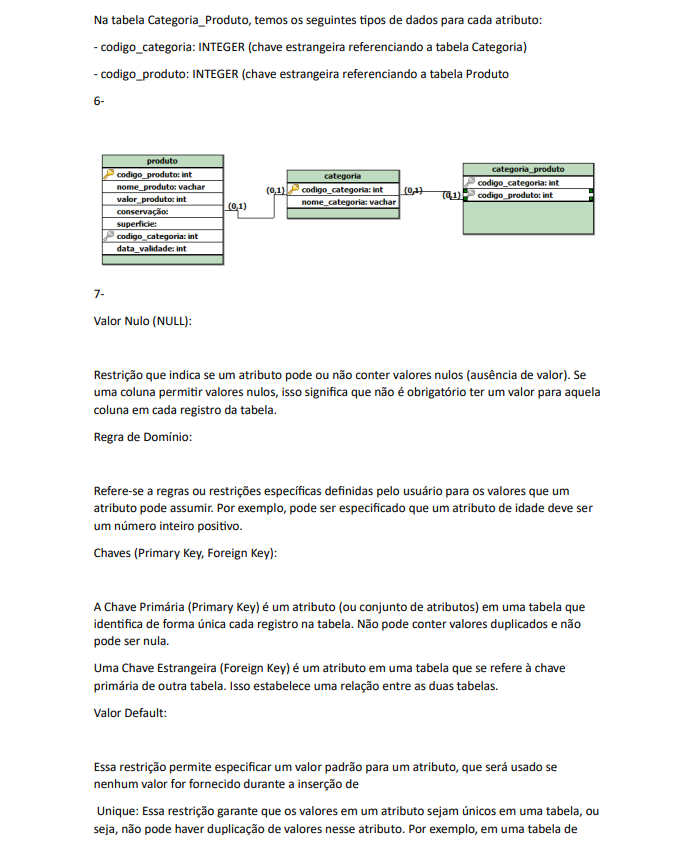 Na tabela Categoria_Produto, temos os seguintes tipos de dados para cada atributo:
- codigo_categoria: INTEGER (chave estrangeira referenciando a tabela Categoria)
- codigo_produto: INTEGER (chave estrangeira referenciando a tabela Produto
6-
produto
codigo_produto: int
nome_produto: vachar
valor_produto: int
conservação:
superfície:
codigo_categoria: int
data_validade: int
(0,1)
(0,1)
categoria
codigo_categoria: int
nome_categoria: vachar
(0,1)
(0,1)
categoria_produto
codigo_categoria: int
codigo_produto: int
7-
Valor Nulo (NULL):
Restrição que indica se um atributo pode ou não conter valores nulos (ausência de valor). Se
uma coluna permitir valores nulos, isso significa que não é obrigatório ter um valor para aquela
coluna em cada registro da tabela.
Regra de Domínio:
Refere-se a regras ou restrições específicas definidas pelo usuário para os valores que um
atributo pode assumir. Por exemplo, pode ser especificado que um atributo de idade deve ser
um número inteiro positivo.
Chaves (Primary Key, Foreign Key):
A Chave Primária (Primary Key) é um atributo (ou conjunto de atributos) em uma tabela que
identifica de forma única cada registro na tabela. Não pode conter valores duplicados e não
pode ser nula.
Uma Chave Estrangeira (Foreign Key) é um atributo em uma tabela que se refere à chave
primária de outra tabela. Isso estabelece uma relação entre as duas tabelas.
Valor Default:
Essa restrição permite especificar um valor padrão para um atributo, que será usado se
nenhum valor for fornecido durante a inserção de
Unique: Essa restrição garante que os valores em um atributo sejam únicos em uma tabela, ou
seja, não pode haver duplicação de valores nesse atributo. Por exemplo, em uma tabela de